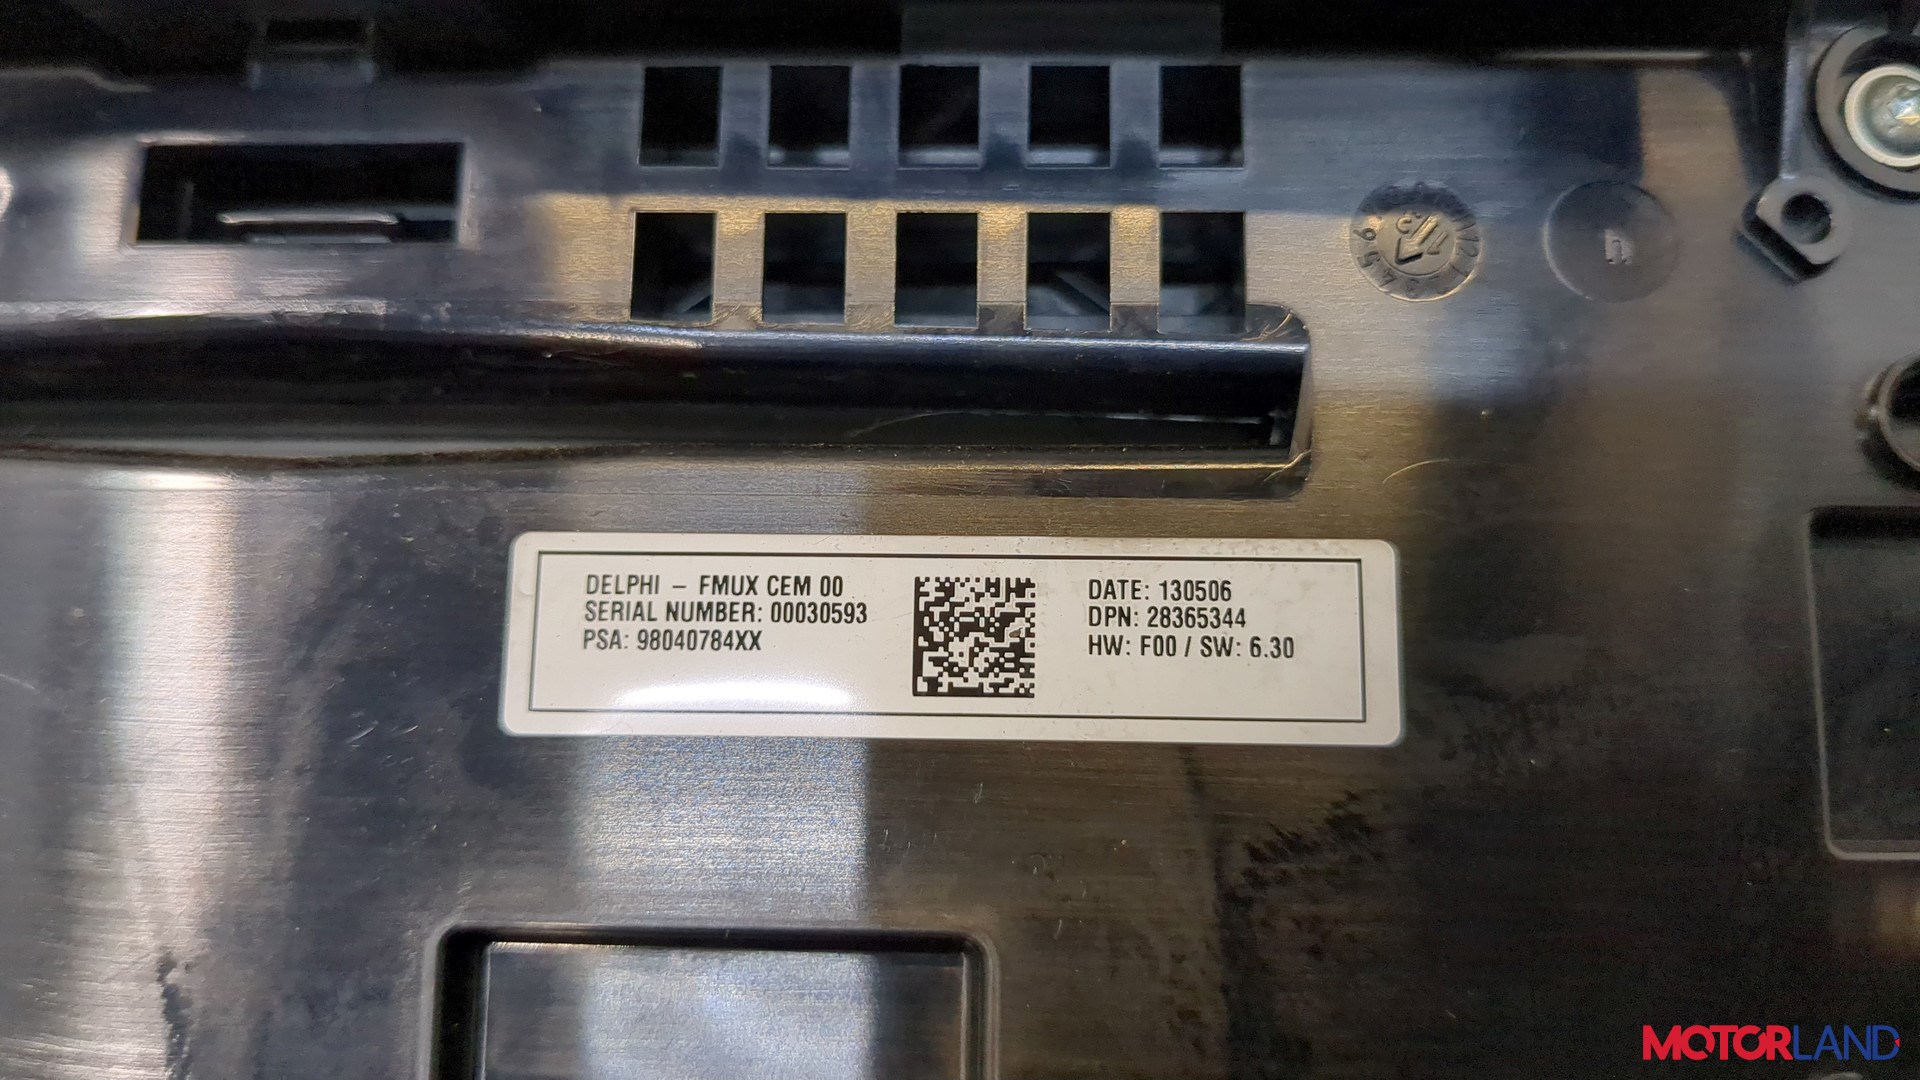 DELPHI – FMUX CEM 00
SERIAL NUMBER: 00030593
PSA: 98040784XX
DATE: 130506
DPN: 28365344
HW: F00 / SW: 6.30
MOTORLAND